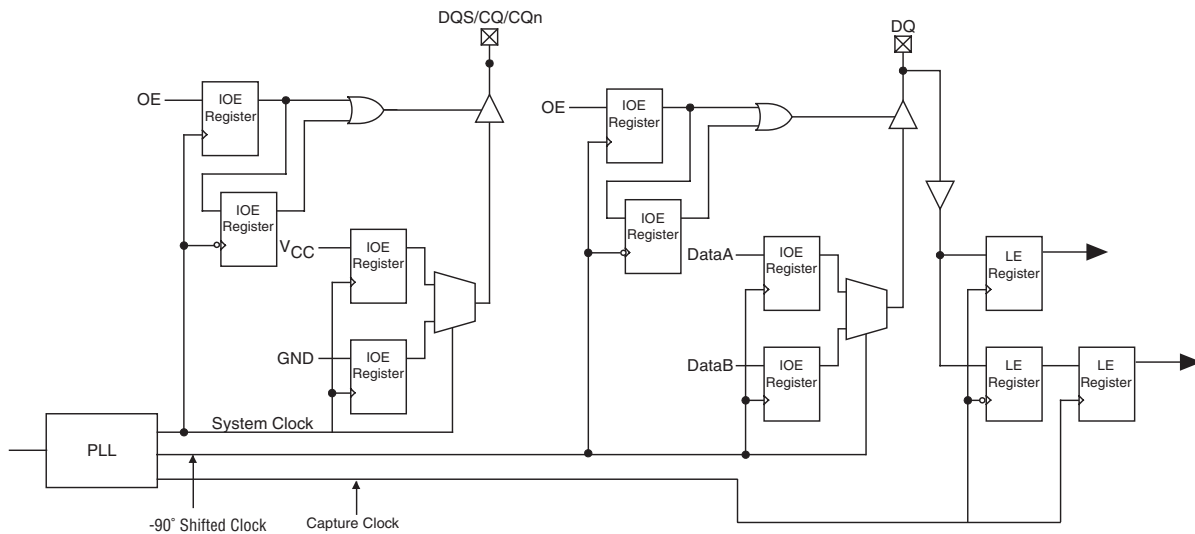 DQS/CQ/CQn
DQ
OE
IOE
Register
OE
IOE
Register
IOE
Register
IOE
Register
VCC
IOE
Register
DataA
IOE
Register
LE
Register
GND
IOE
Register
DataB
IOE
Register
LE
Register
LE
Register
System Clock
PLL
-90° Shifted Clock
Capture Clock